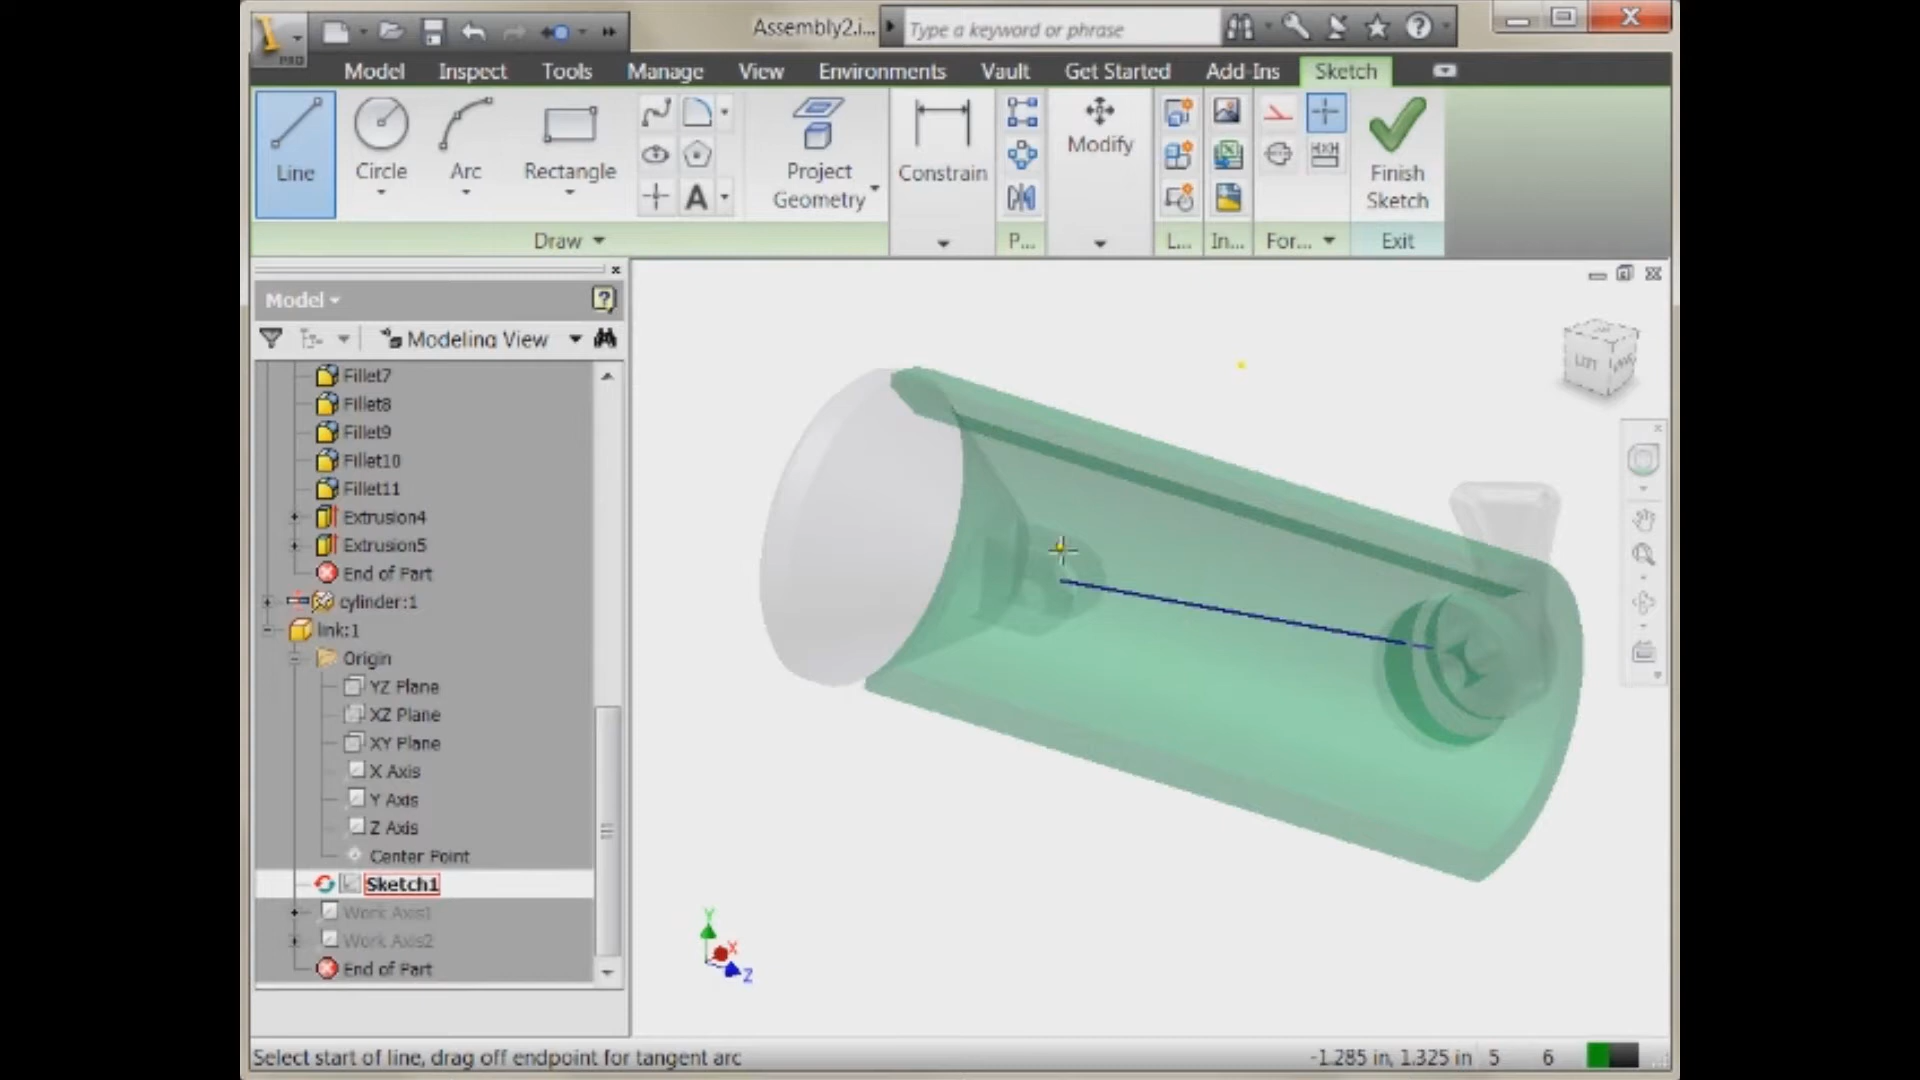 PRO
Assembly2.i...
Type a keyword or phrase
Model Inspect Tools Manage View Environments Vault Get Started Add-Ins Sketch
Line
Circle
Arc
Rectangle
A
Project
Geometry
Constrain
Modify
Finish
Sketch
Draw
P...
L...
In...
For...
Exit
Model
Modeling View
Fillet7
Fillet8
Fillet9
Fillet10
Fillet11
Extrusion4
Extrusion5
End of Part
cylinder:1
link:1
Origin
YZ Plane
XZ Plane
XY Plane
X Axis
Y Axis
Z Axis
Center Point
Sketch1
Work Axis1
Work Axis2
End of Part
LEFT
Y
X
Z
Select start of line, drag off endpoint for tangent arc
-1.285 in, 1.325 in 5 6